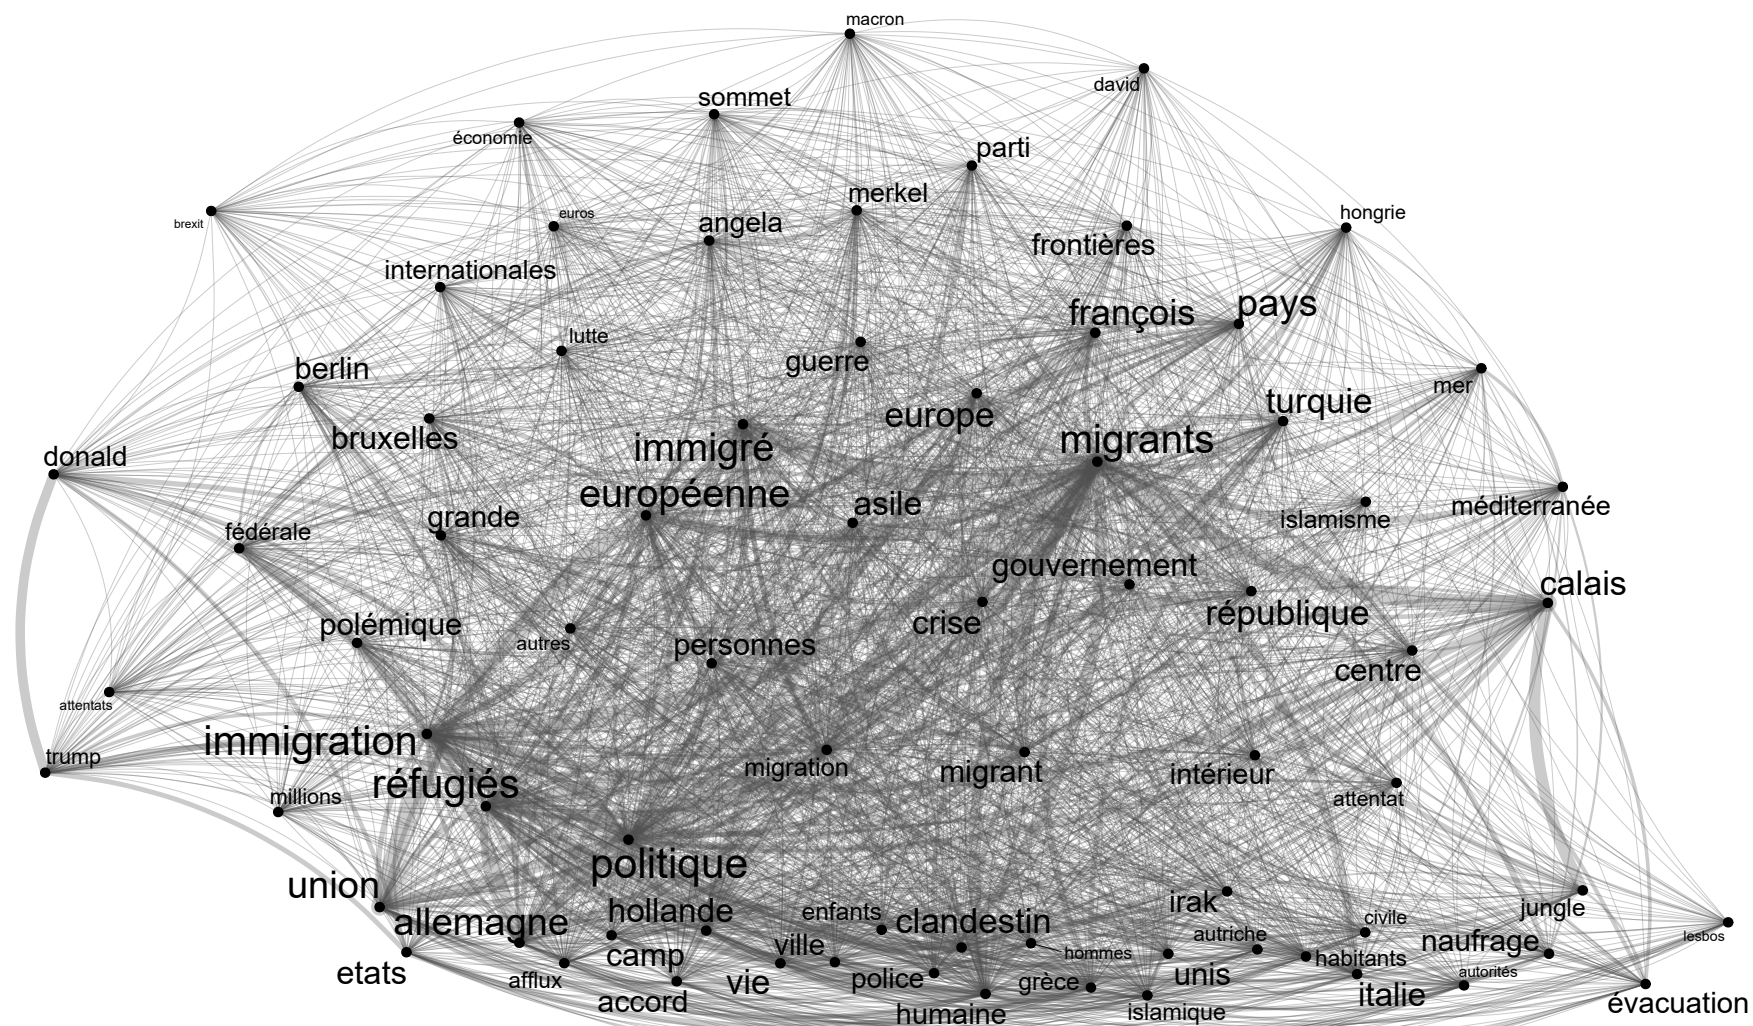 macron
david
sommet
économie
parti
merkel
euros
hongrie
brexit
angela
frontières
internationales
pays
françois
lutte
guerre
berlin
mer
turquie
europe
bruxelles
migrants
immigré
donald
européenne
asile
méditerranée
grande
islamisme
fédérale
gouvernement
calais
république
crise
polémique
autres
personnes
centre
attentats
immigration
trump
migration
migrant
intérieur
réfugiés
millions
attentat
politique
union
irak
jungle
hollande
enfants
clandestin
civile
allemagne
autriche
lesbos
ville
naufrage
camp
hommes
habitants
etats
afflux
vie
police
grèce
unis
autorités
italie
accord
humaine
islamique
évacuation